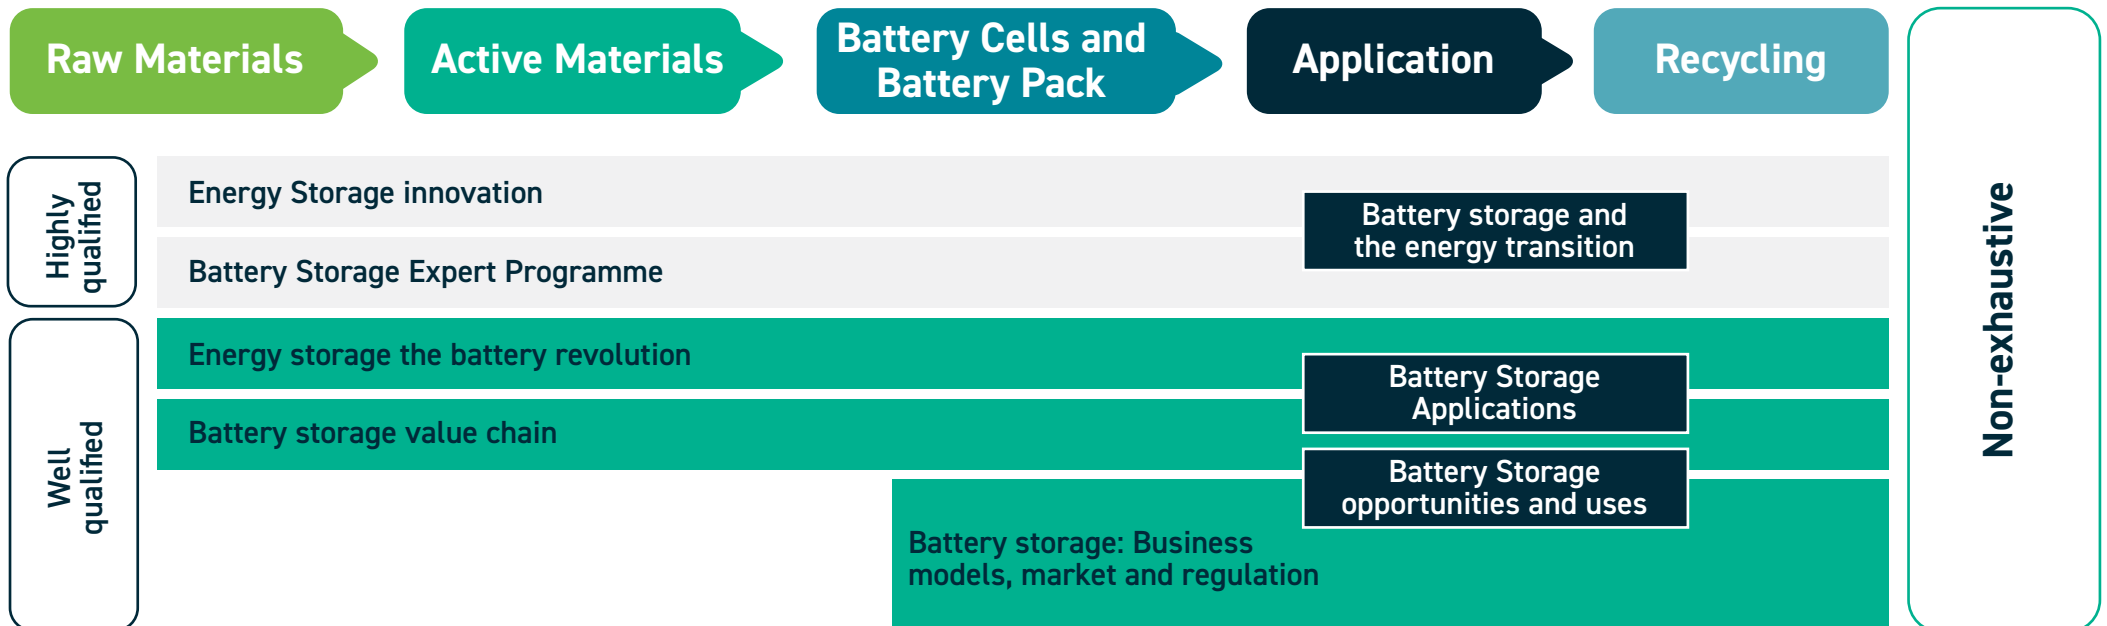 Raw Materials
Active Materials
Battery Cells and
Battery Pack
Application
Recycling
Non-exhaustive
Highly
qualified
Energy Storage innovation
Battery storage and
the energy transition
Battery Storage Expert Programme
Well
qualified
Energy storage the battery revolution
Battery Storage
Applications
Battery storage value chain
Battery Storage
opportunities and uses
Battery storage: Business
models, market and regulation